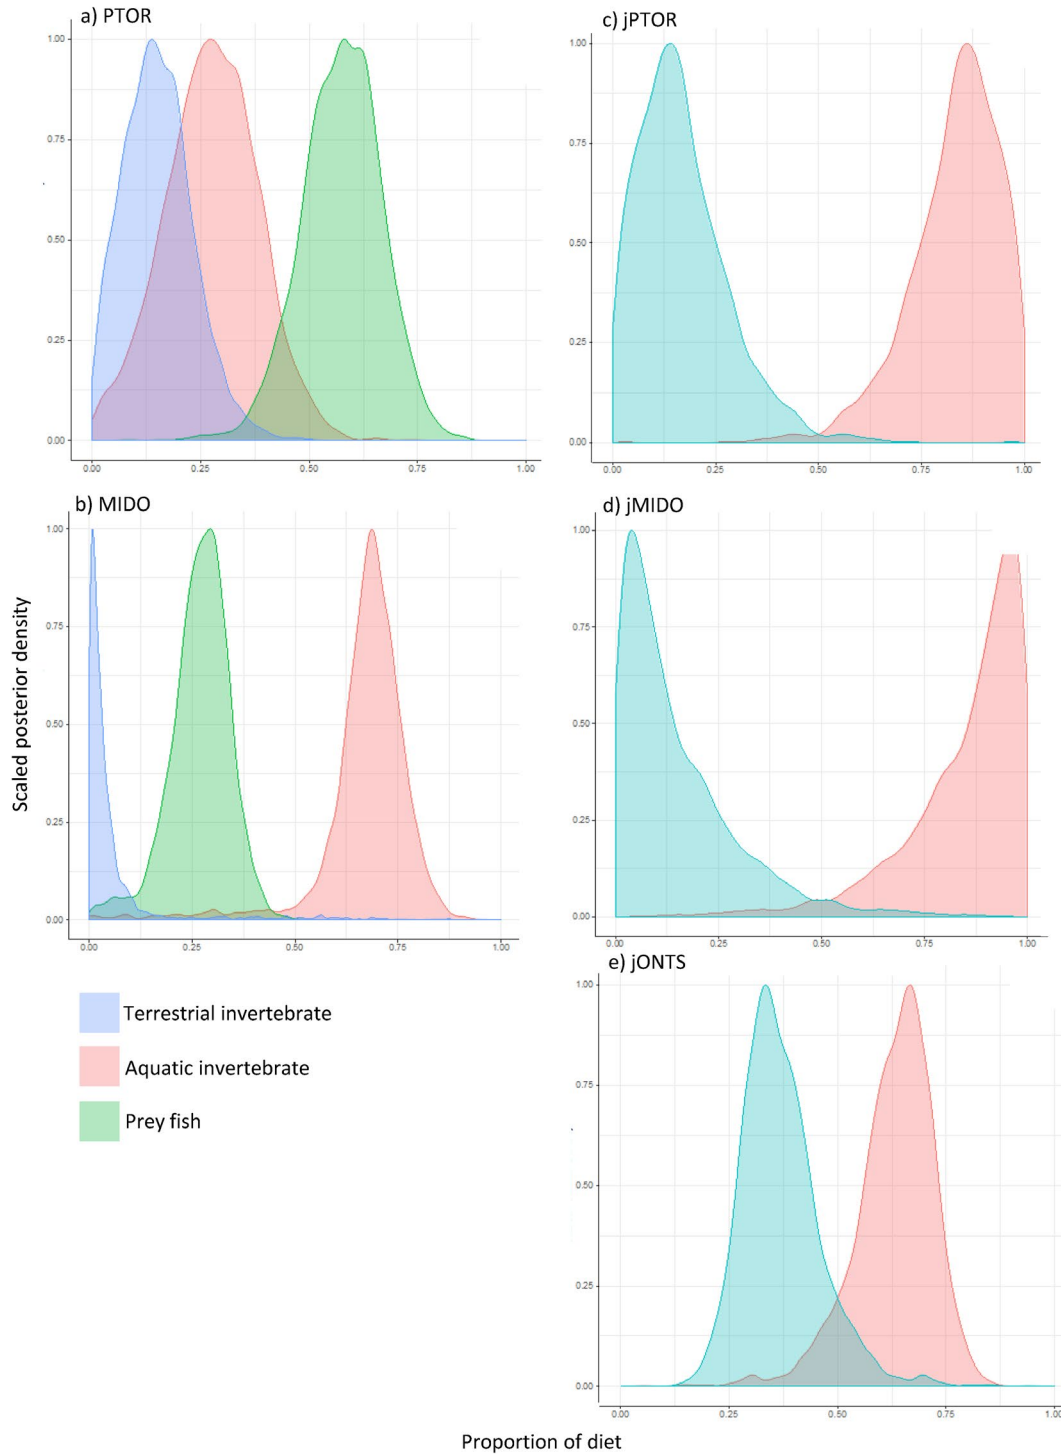 a) PTOR
1.00
0.75
0.50
0.25
0.00
0.00 0.25 0.50 0.75 1.00
c) jPTOR
1.00
0.75
0.50
0.25
0.00
0.00 0.25 0.50 0.75 1.00
b) MIDO
1.00
0.75
0.50
0.25
0.00
0.00 0.25 0.50 0.75 1.00
d) jMIDO
1.00
0.75
0.50
0.25
0.00
0.00 0.25 0.50 0.75 1.00
Scaled posterior density
Terrestrial invertebrate
Aquatic invertebrate
Prey fish
e) jONTS
1.00
0.75
0.50
0.25
0.00
0.00 0.25 0.50 0.75 1.00
Proportion of diet